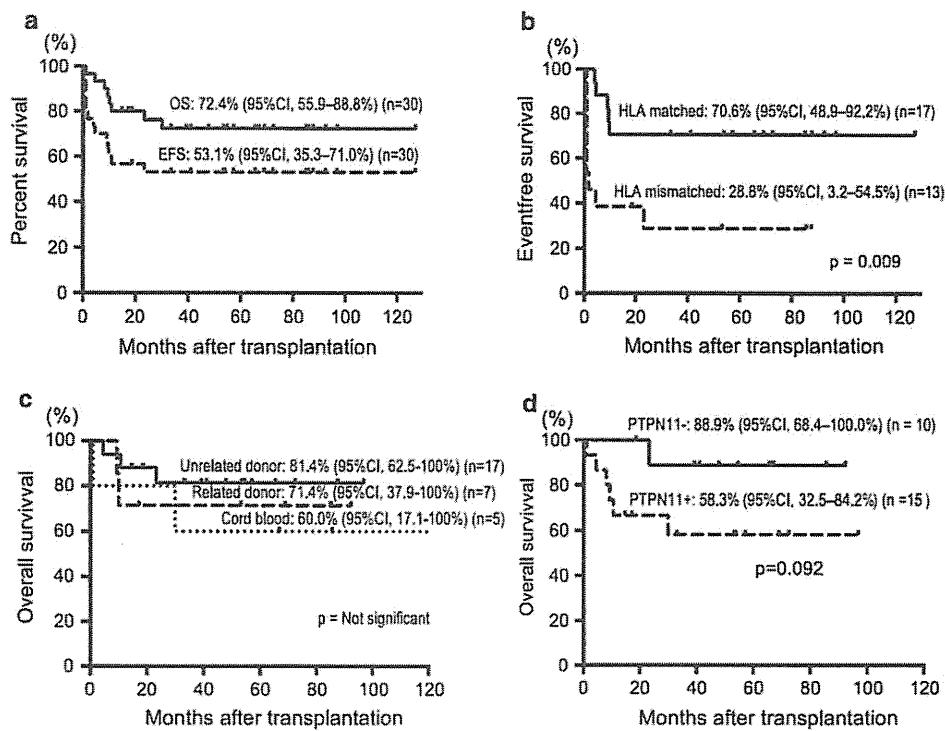 a
(%)
100
80
60
40
20
0
Percent survival
OS: 72.4% (95%CI, 55.9–88.8%) (n=30)
EFS: 53.1% (95%CI, 35.3–71.0%) (n=30)
0 20 40 60 80 100 120
Months after transplantation
b
(%)
100
80
60
40
20
0
Eventfree survival
HLA matched: 70.6% (95%CI, 48.9–92.2%) (n=17)
HLA mismatched: 28.8% (95%CI, 3.2–54.5%) (n=13)
p = 0.009
0 20 40 60 80 100 120
Months after transplantation
c
(%)
100
80
60
40
20
0
Overall survival
Unrelated donor: 81.4% (95%CI, 62.5-100%) (n=17)
Related donor: 71.4% (95%CI, 37.9-100%) (n=7)
Cord blood: 60.0% (95%CI, 17.1-100%) (n=5)
p = Not significant
0 20 40 60 80 100 120
Months after transplantation
d
(%)
100
80
60
40
20
0
Overall survival
PTPN11-: 88.9% (95%CI, 68.4–100.0%) (n = 10)
PTPN11+: 58.3% (95%CI, 32.5–84.2%) (n =15 )
p=0.092
0 20 40 60 80 100 120
Months after transplantation